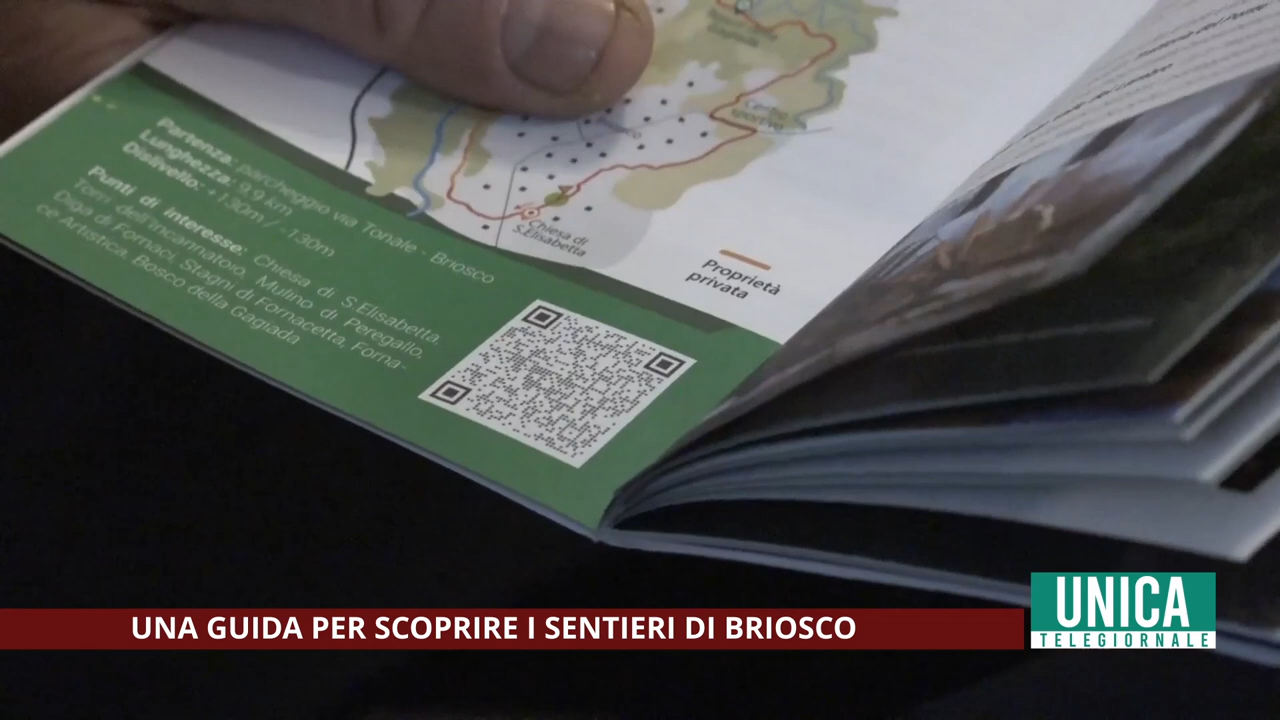 Centro
sportivo
Chiesa di
S.Elisabetta
Proprietà
privata
Partenza: parcheggio via Tonale - Briosco
Lunghezza: 9,9 km
Dislivello: +130m / -130m
Punti di interesse: Chiesa di S.Elisabetta,
Torri dell'incannatoio, Mulino di Peregallo,
Diga di Fornaci, Stagni di Fornacetta, Forna-
ce Artistica, Bosco della Gagiada
UNA GUIDA PER SCOPRIRE I SENTIERI DI BRIOSCO
UNICA
TELEGIORNALE